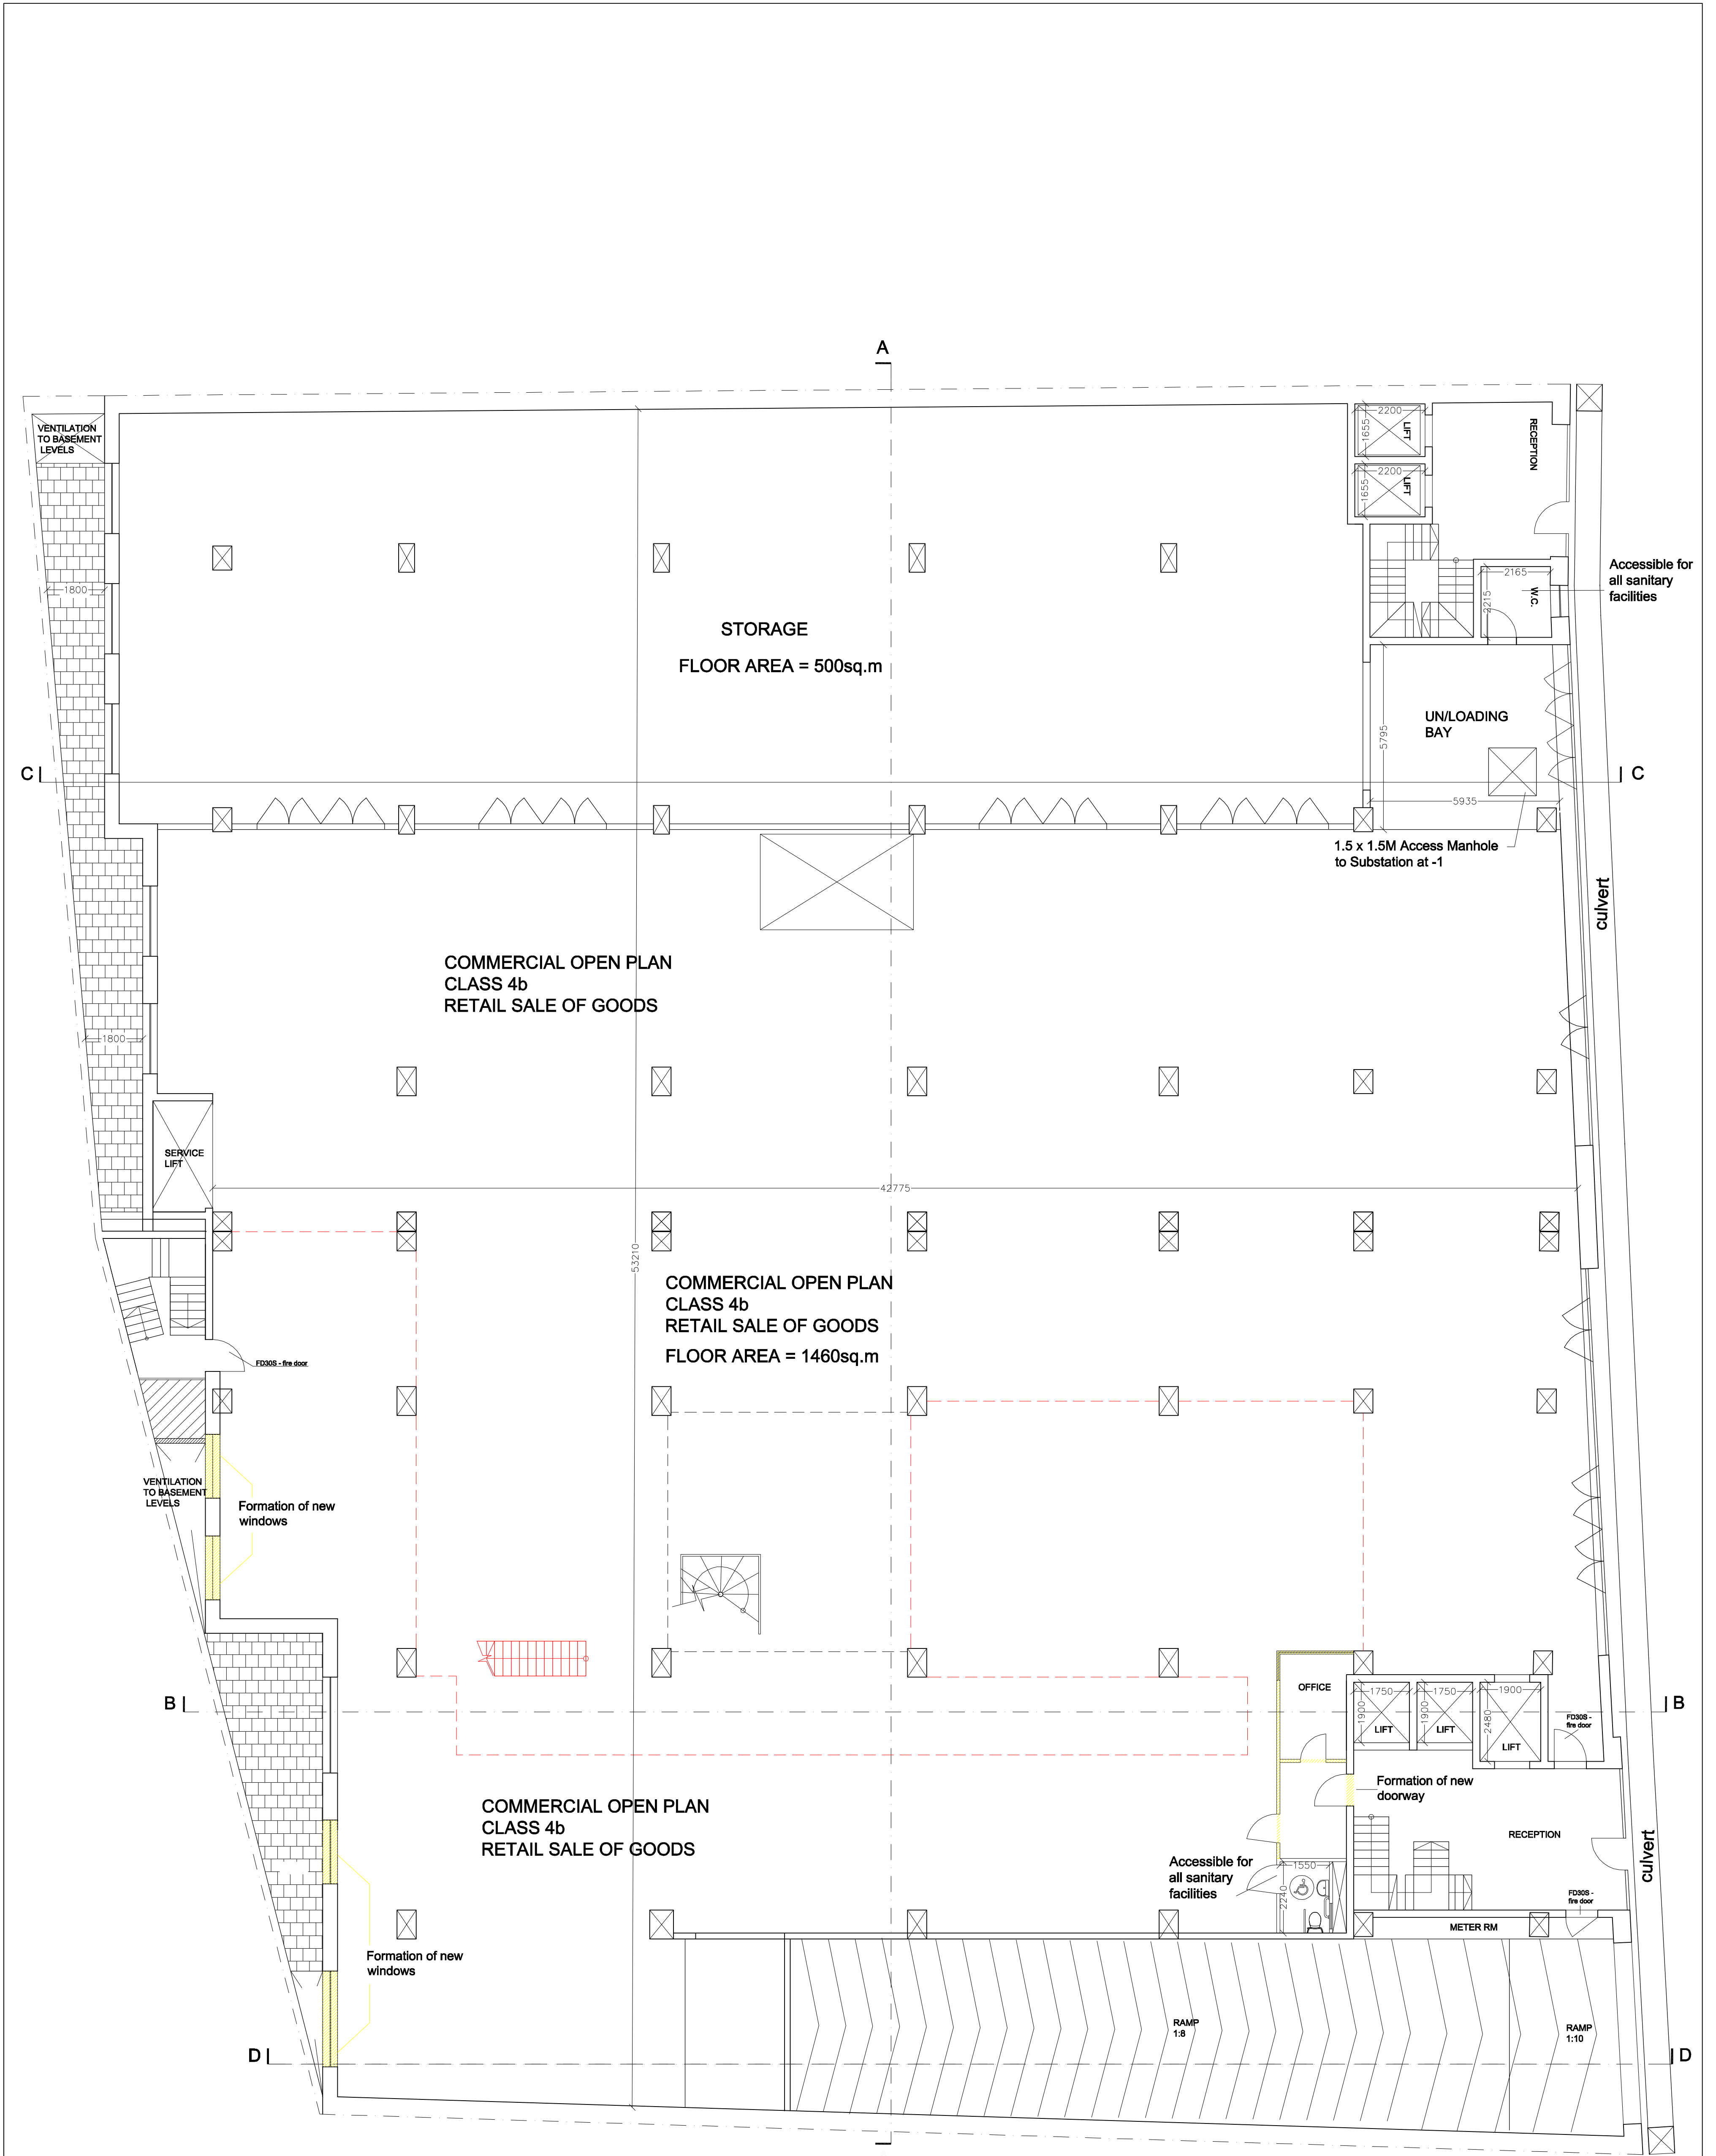 A
VENTILATION
TO BASEMENT
LEVELS
2200
1655
LIFT
RECEPTION
2200
1655
LIFT
1800
2165
2215
W.C.
Accessible for
all sanitary
facilities
STORAGE
FLOOR AREA = 500sq.m
UN/LOADING
BAY
5795
C
C
5935
1.5 x 1.5M Access Manhole
to Substation at -1
culvert
COMMERCIAL OPEN PLAN
CLASS 4b
RETAIL SALE OF GOODS
1800
SERVICE
LIFT
42775
53210
COMMERCIAL OPEN PLAN
CLASS 4b
RETAIL SALE OF GOODS
FLOOR AREA = 1460sq.m
FD30S - fire door
VENTILATION
TO BASEMENT
LEVELS
Formation of new
windows
OFFICE
1750
1900
LIFT
1750
1900
LIFT
1900
2480
LIFT
B
B
FD30S -
fire door
Formation of new
doorway
COMMERCIAL OPEN PLAN
CLASS 4b
RETAIL SALE OF GOODS
RECEPTION
culvert
Accessible for
all sanitary
facilities
1550
2240
FD30S -
fire door
METER RM
Formation of new
windows
RAMP
1:8
RAMP
1:10
D
D